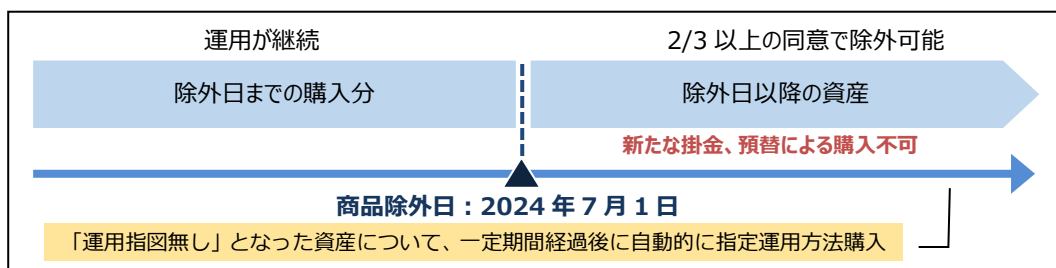 運用が継続
2/3 以上の同意で除外可能
除外日までの購入分
除外日以降の資産
新たな掛金、預替による購入不可
商品除外日：2024 年 7 月 1 日
「運用指図無し」となった資産について、一定期間経過後に自動的に指定運用方法購入